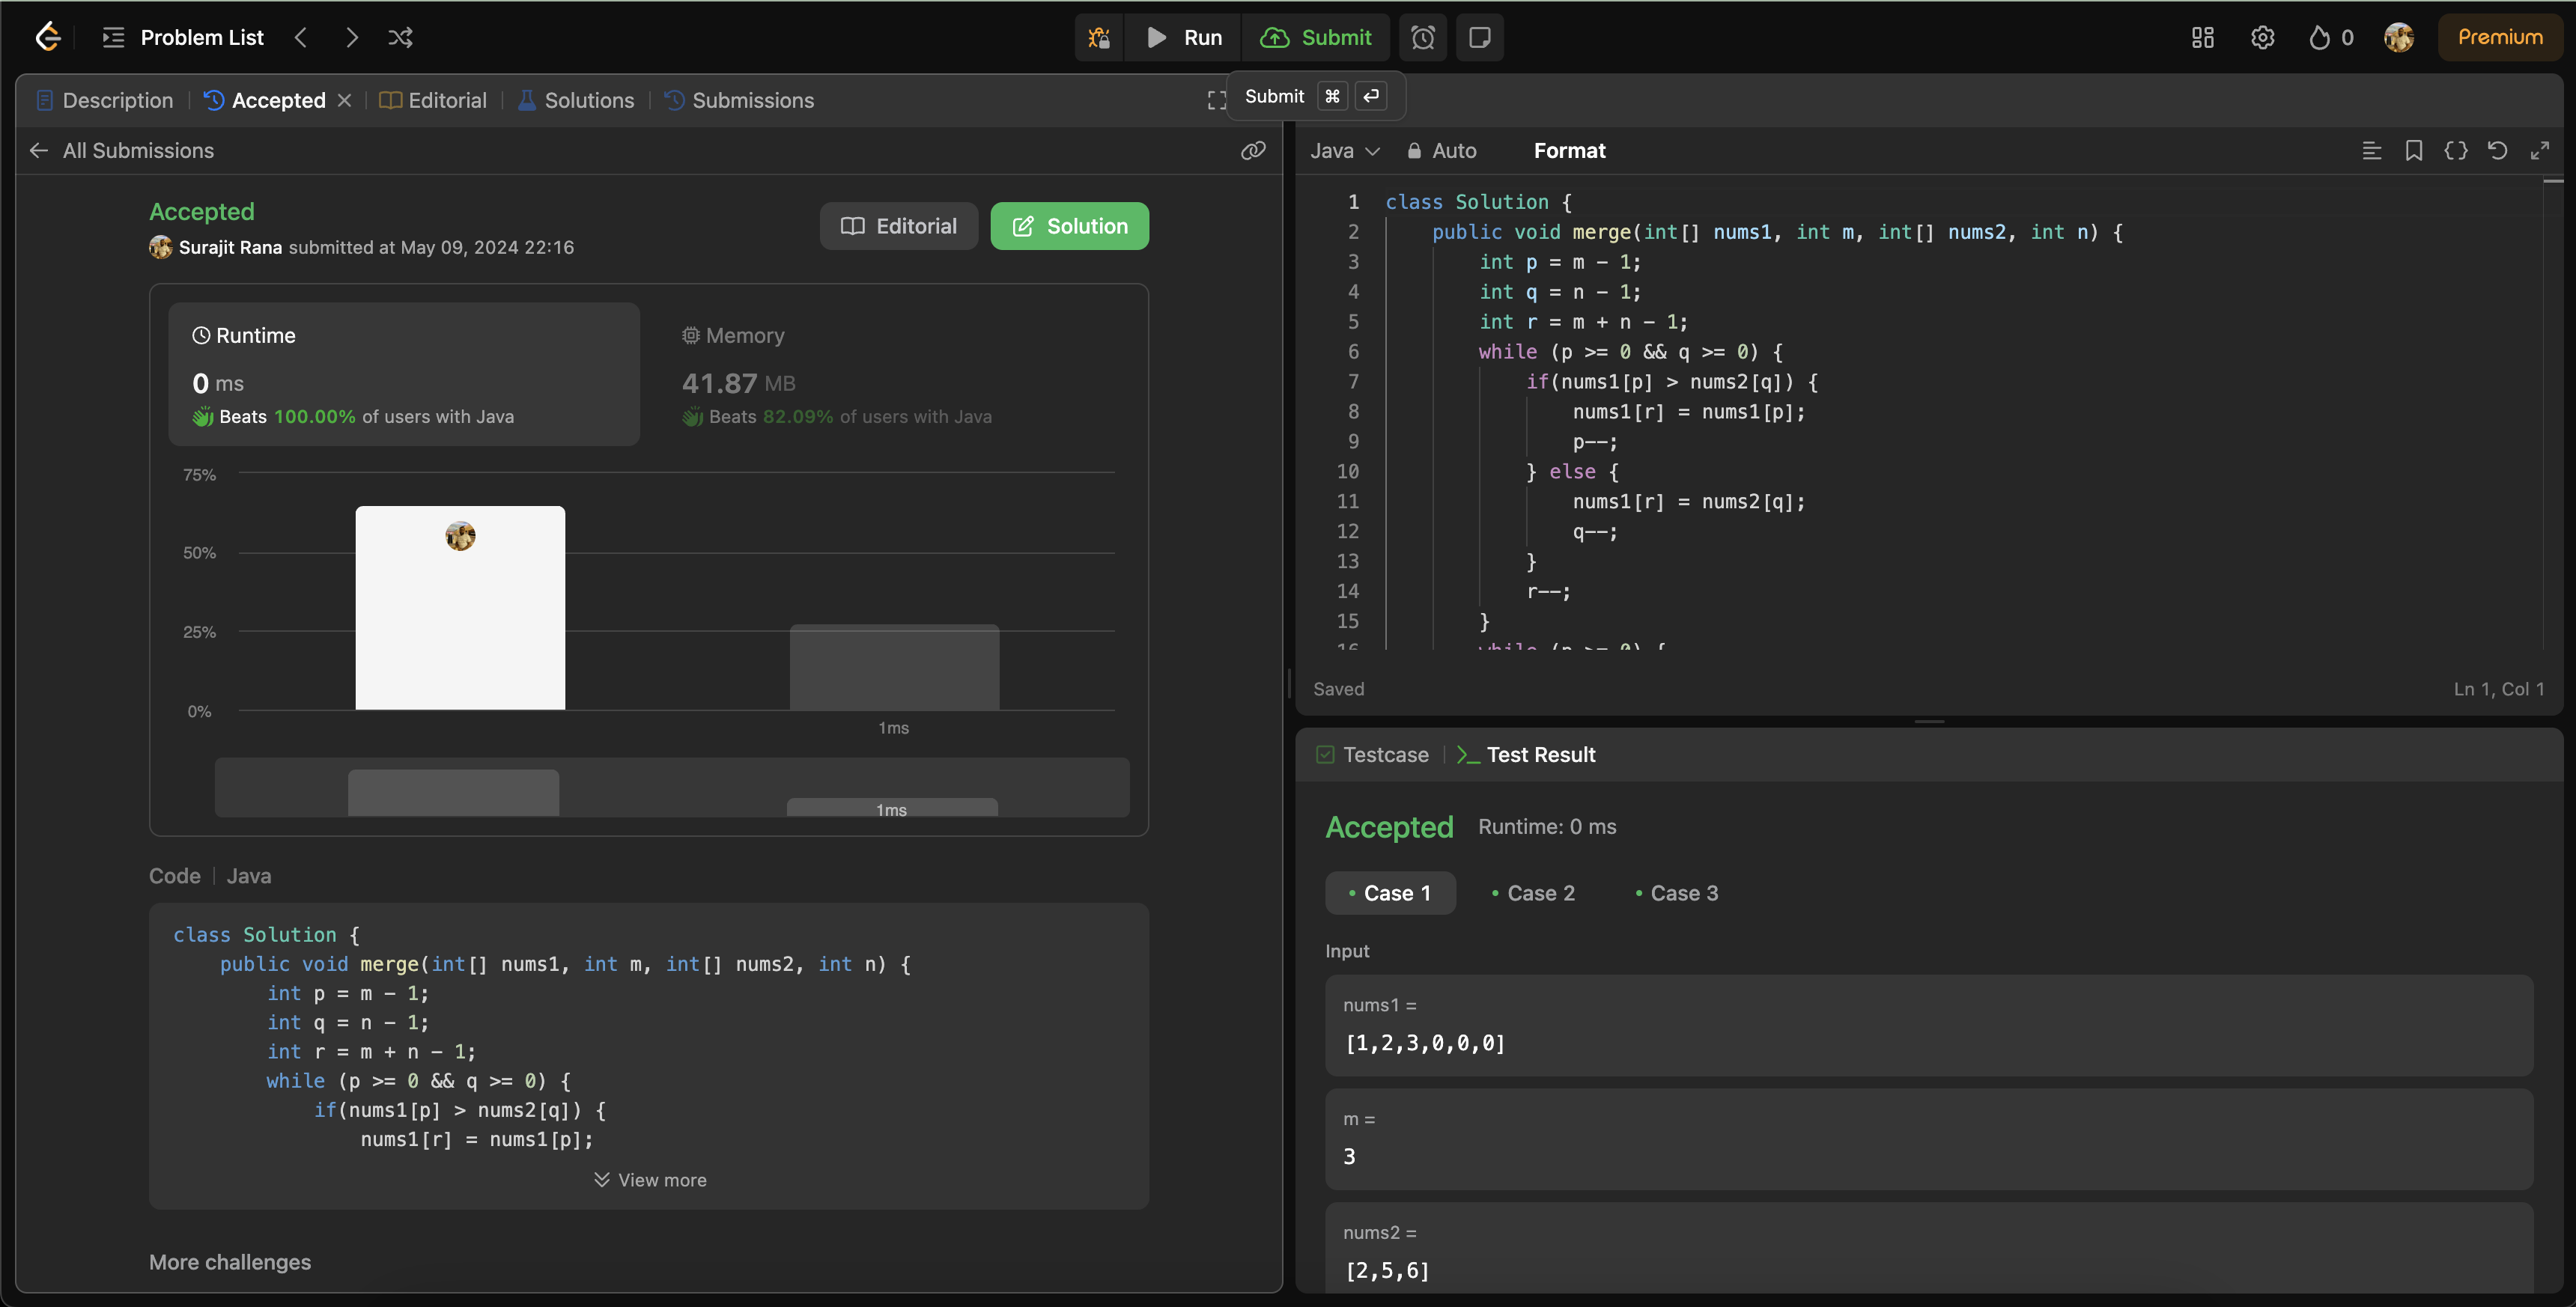 Problem List
Run
Submit
0
Premium
Description
Accepted
Editorial
Solutions
Submissions
Submit ⌘ ↵
All Submissions
Accepted
Surajit Rana submitted at May 09, 2024 22:16
Editorial
Solution
Runtime
0 ms
Beats 100.00% of users with Java
Memory
41.87 MB
Beats 82.09% of users with Java
75%
50%
25%
0%
1ms
1ms
Code | Java
class Solution {
public void merge(int[] nums1, int m, int[] nums2, int n) {
int p = m - 1;
int q = n - 1;
int r = m + n - 1;
while (p >= 0 && q >= 0) {
if(nums1[p] > nums2[q]) {
nums1[r] = nums1[p];
View more
More challenges
Java
Auto
Format
1 class Solution {
2 public void merge(int[] nums1, int m, int[] nums2, int n) {
3 int p = m - 1;
4 int q = n - 1;
5 int r = m + n - 1;
6 while (p >= 0 && q >= 0) {
7 if(nums1[p] > nums2[q]) {
8 nums1[r] = nums1[p];
9 p--;
10 } else {
11 nums1[r] = nums2[q];
12 q--;
13 }
14 r--;
15 }
16 while (p >= 0) {
Saved
Ln 1, Col 1
Testcase
>_ Test Result
Accepted
Runtime: 0 ms
Case 1
Case 2
Case 3
Input
nums1 =
[1,2,3,0,0,0]
m =
3
nums2 =
[2,5,6]